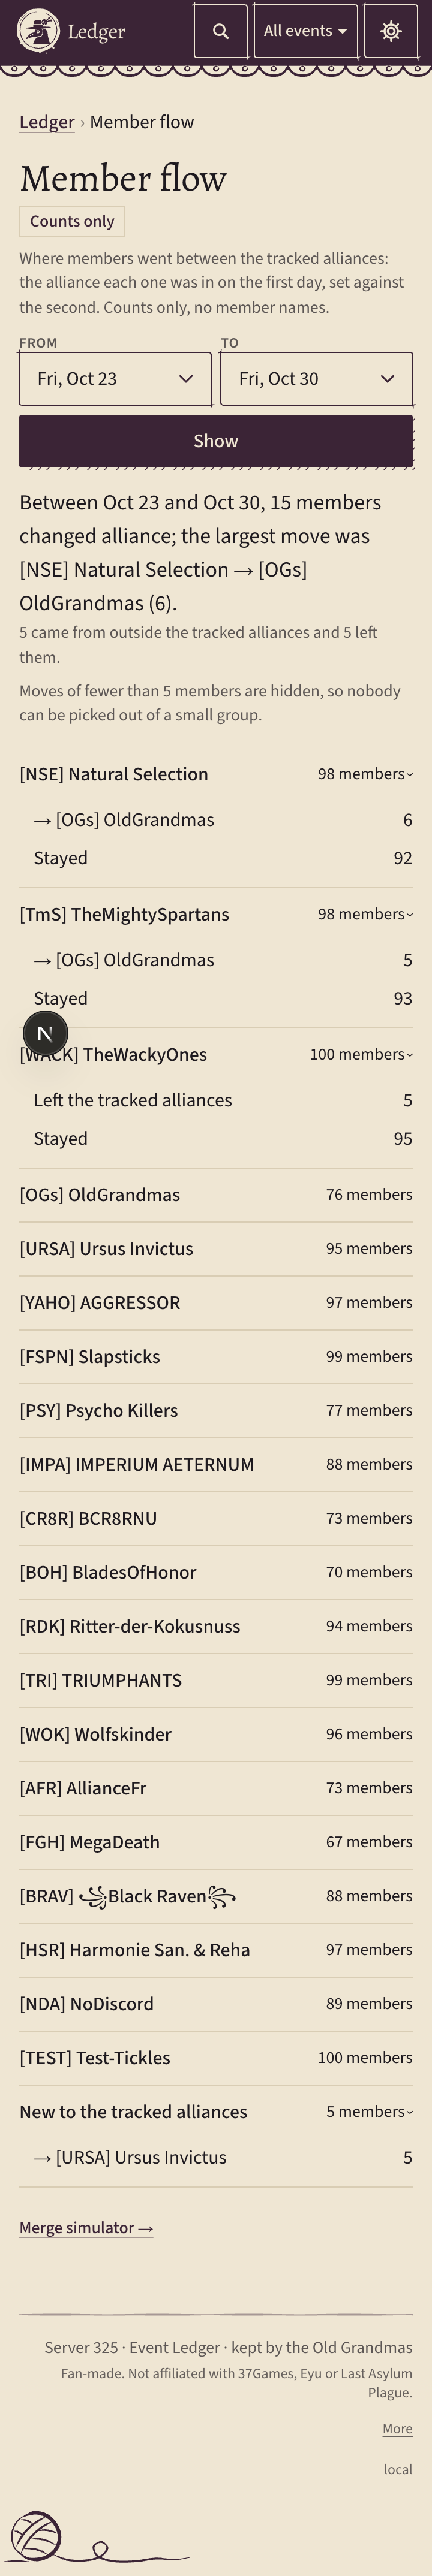 Ledger
All events
Ledger › Member flow
Member flow
Counts only
Where members went between the tracked alliances:
the alliance each one was in on the first day, set against
the second. Counts only, no member names.
FROM
TO
Fri, Oct 23
Fri, Oct 30
Show
Between Oct 23 and Oct 30, 15 members
changed alliance; the largest move was
[NSE] Natural Selection → [OGs]
OldGrandmas (6).
5 came from outside the tracked alliances and 5 left
them.
Moves of fewer than 5 members are hidden, so nobody
can be picked out of a small group.
[NSE] Natural Selection 98 members
→ [OGs] OldGrandmas 6
Stayed 92
[TmS] TheMightySpartans 98 members
→ [OGs] OldGrandmas 5
Stayed 93
N
[WACK] TheWackyOnes 100 members
Left the tracked alliances 5
Stayed 95
[OGs] OldGrandmas 76 members
[URSA] Ursus Invictus 95 members
[YAHO] AGGRESSOR 97 members
[FSPN] Slapsticks 99 members
[PSY] Psycho Killers 77 members
[IMPA] IMPERIUM AETERNUM 88 members
[CR8R] BCR8RNU 73 members
[BOH] BladesOfHonor 70 members
[RDK] Ritter-der-Kokusnuss 94 members
[TRI] TRIUMPHANTS 99 members
[WOK] Wolfskinder 96 members
[AFR] AllianceFr 73 members
[FGH] MegaDeath 67 members
[BRAV] ꧁Black Raven꧂ 88 members
[HSR] Harmonie San. & Reha 97 members
[NDA] NoDiscord 89 members
[TEST] Test-Tickles 100 members
New to the tracked alliances 5 members
→ [URSA] Ursus Invictus 5
Merge simulator →
Server 325 · Event Ledger · kept by the Old Grandmas
Fan-made. Not affiliated with 37Games, Eyu or Last Asylum
Plague.
More
local